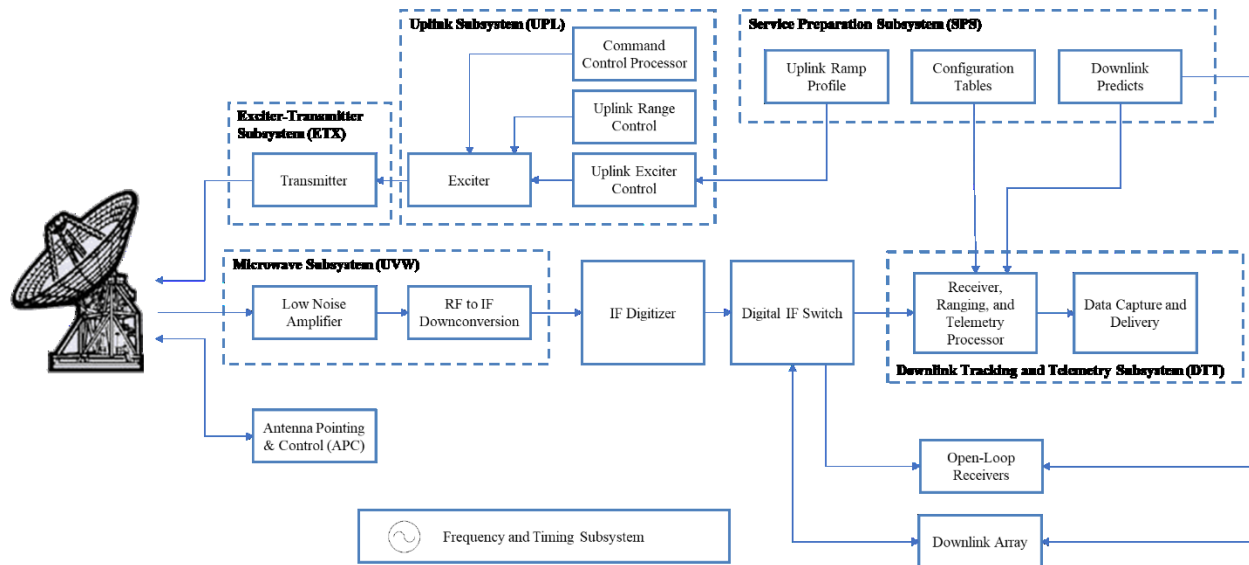 Uplink Subsystem (UPL)
Command
Control Processor
Uplink Range
Control
Uplink Exciter
Control
Exciter
Exciter-Transmitter
Subsystem (ETX)
Transmitter
Service Preparation Subsystem (SPS)
Uplink Ramp
Profile
Configuration
Tables
Downlink
Predicts
Microwave Subsystem (UVW)
Low Noise
Amplifier
RF to IF
Downconversion
IF Digitizer
Digital IF Switch
Receiver,
Ranging, and
Telemetry
Processor
Data Capture and
Delivery
Downlink Tracking and Telemetry Subsystem (DTT)
Antenna Pointing
& Control (APC)
Open-Loop
Receivers
Frequency and Timing Subsystem
Downlink Array